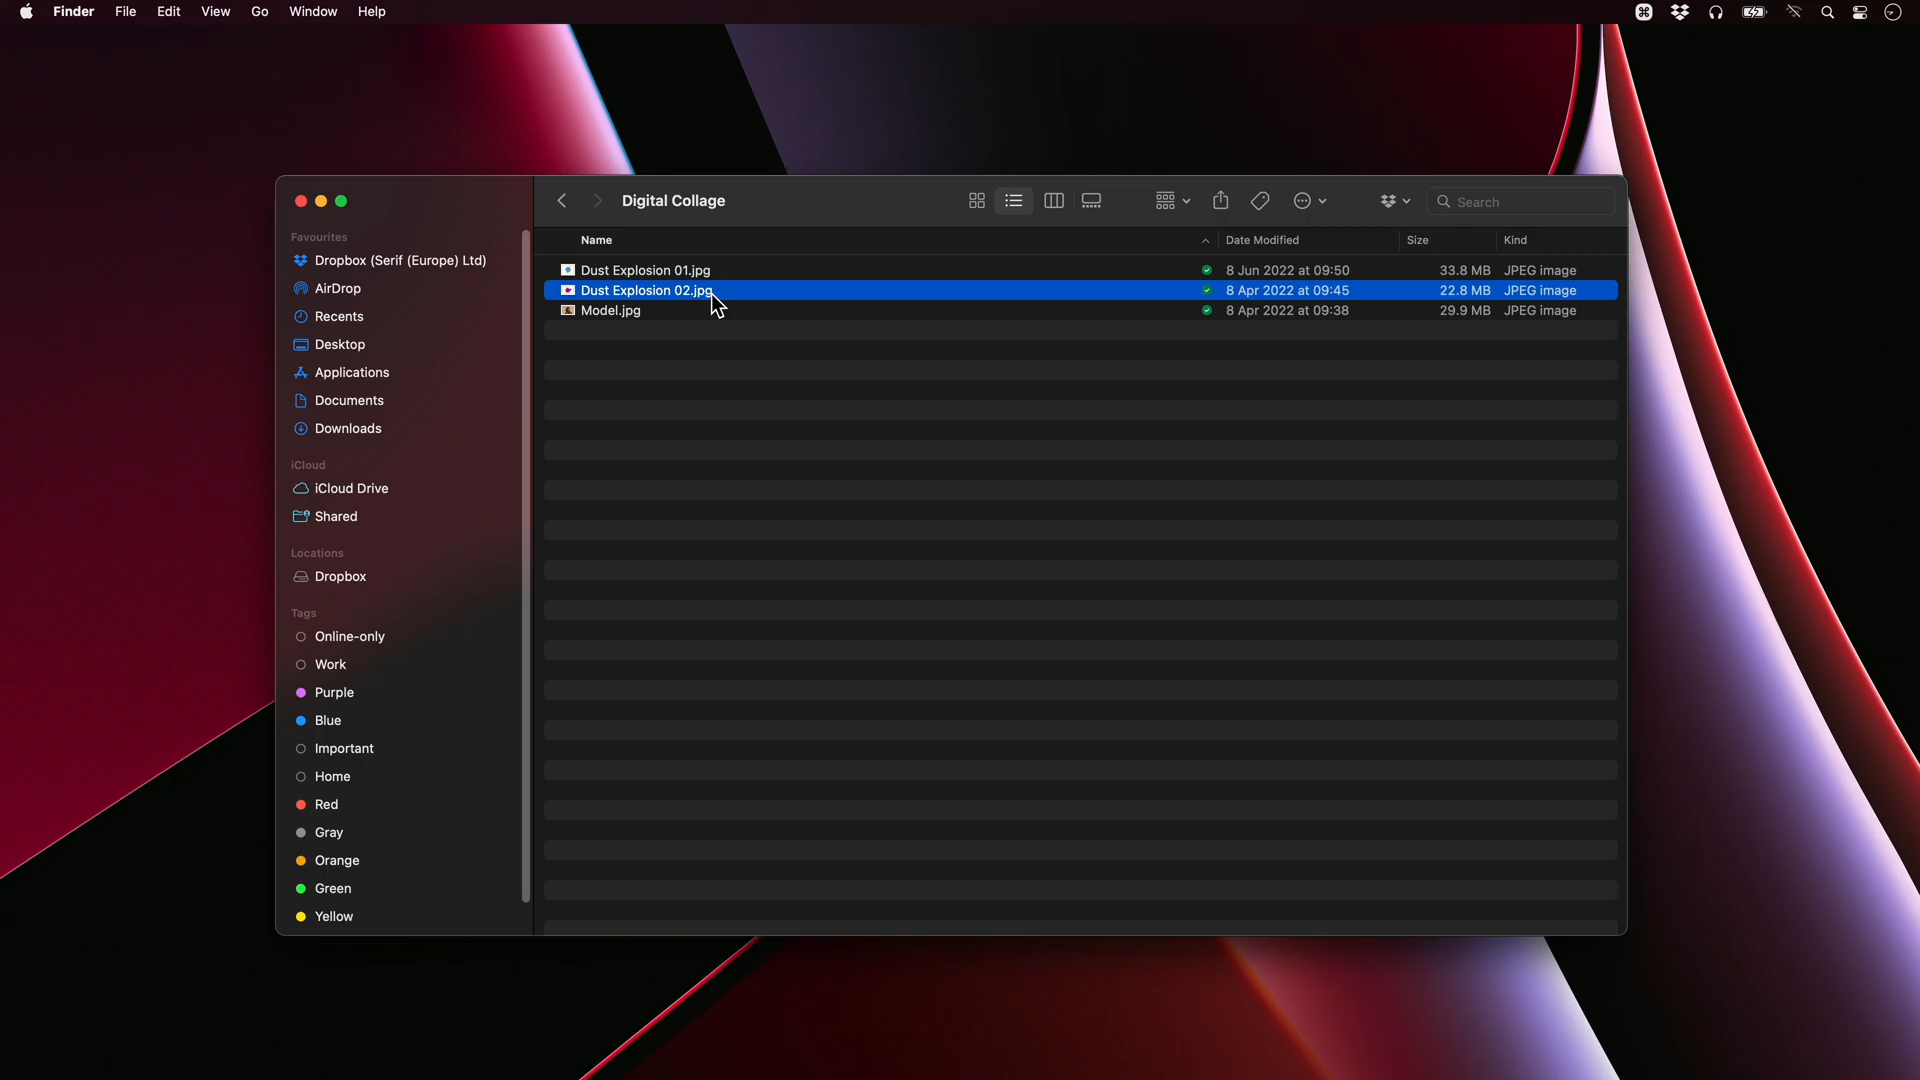 Finder File Edit View Go Window Help
Digital Collage
Search
Favourites
Dropbox (Serif (Europe) Ltd)
AirDrop
Recents
Desktop
Applications
Documents
Downloads
iCloud
iCloud Drive
Shared
Locations
Dropbox
Tags
Online-only
Work
Purple
Blue
Important
Home
Red
Gray
Orange
Green
Yellow
Name Date Modified Size Kind
Dust Explosion 01.jpg 8 Jun 2022 at 09:50 33.8 MB JPEG image
Dust Explosion 02.jpg 8 Apr 2022 at 09:45 22.8 MB JPEG image
Model.jpg 8 Apr 2022 at 09:38 29.9 MB JPEG image